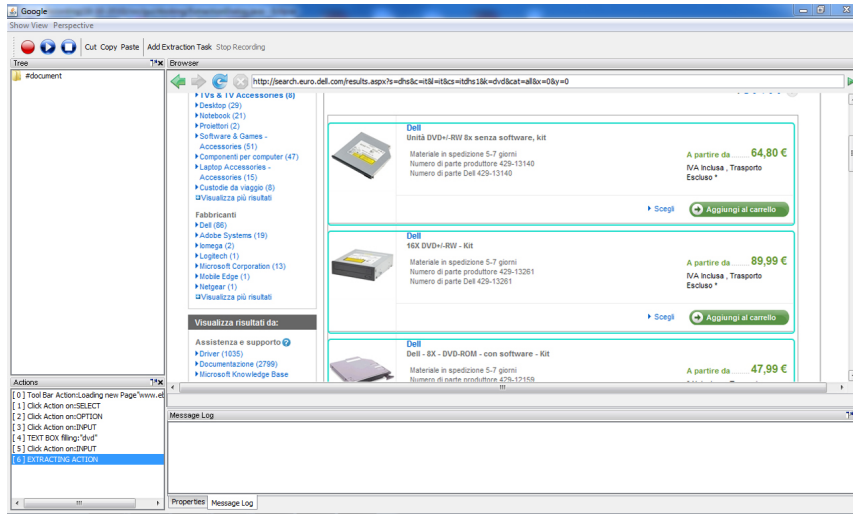 Google
Show View Perspective
Cut Copy Paste Add Extraction Task Stop Recording
Tree
#document
Browser
http://search.euro.dell.com/results.aspx?s=dhs&c=it&l=it&cs=itdhs1&k=dvd&cat=all&x=0&y=0
TVs & TV Accessories (8)
Desktop (29)
Notebook (21)
Proiettori (2)
Software & Games -
Accessories (51)
Componenti per computer (47)
Laptop Accessories -
Accessories (15)
Custodie da viaggio (8)
Visualizza più risultati
Fabbricanti
Dell (86)
Adobe Systems (19)
Iomega (2)
Logitech (1)
Microsoft Corporation (13)
Mobile Edge (1)
Netgear (1)
Visualizza più risultati
Visualizza risultati da:
Assistenza e supporto ?
Driver (1035)
Documentazione (2799)
Microsoft Knowledge Base
Dell
Unità DVD+/-RW 8x senza software, kit
Materiale in spedizione 5-7 giorni
Numero di parte produttore 429-13140
Numero di parte Dell 429-13140
A partire da ........ 64,80 €
IVA Inclusa , Trasporto
Escluso *
Scegli
Aggiungi al carrello
Dell
16X DVD+/-RW - Kit
Materiale in spedizione 5-7 giorni
Numero di parte produttore 429-13261
Numero di parte Dell 429-13261
A partire da ........ 89,99 €
IVA Inclusa , Trasporto
Escluso *
Scegli
Aggiungi al carrello
Dell
Dell - 8X - DVD-ROM - con software - Kit
Materiale in spedizione 5-7 giorni
Numero di parte produttore 429-12159
A partire da ........ 47,99 €
Actions
[ 0 ] Tool Bar Action:Loading new Page"www.et
[ 1 ] Click Action on:SELECT
[ 2 ] Click Action on:OPTION
[ 3 ] Click Action on:INPUT
[ 4 ] TEXT BOX filling:"dvd"
[ 5 ] Click Action on:INPUT
[ 6 ] EXTRACTING ACTION
Message Log
Properties Message Log